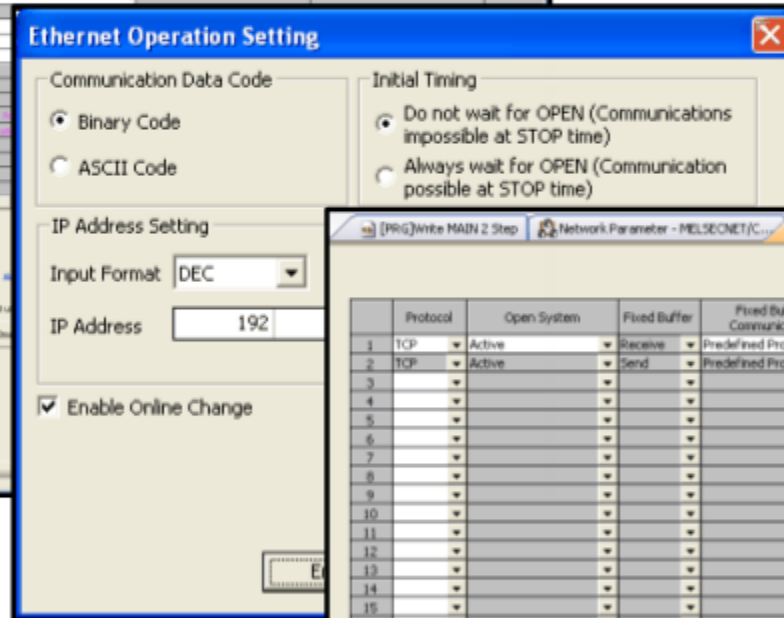 Ethernet Operation Setting
Communication Data Code
Binary Code
ASCII Code
Initial Timing
Do not wait for OPEN (Communications
impossible at STOP time)
Always wait for OPEN (Communication
possible at STOP time)
IP Address Setting
Input Format DEC
IP Address 192
Enable Online Change
[PRG]Write MAIN 2 Step Network Parameter - MELSECNET/C...
Protocol Open System Fixed Buffer Fixed
1 TCP Active Receive Predefined
2 TCP Active Send Predefined
3
4
5
6
7
8
9
10
11
12
13
14
15